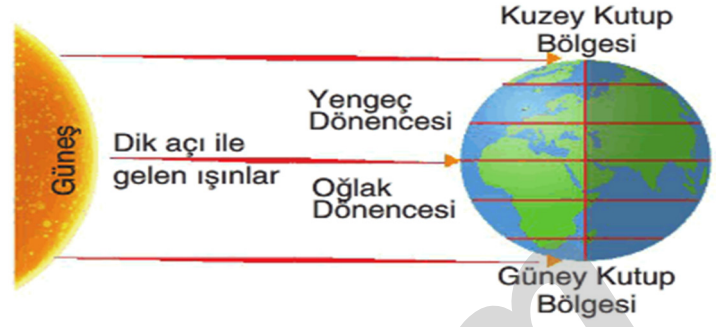 Kuzey Kutup
Bölgesi
Yengeç
Dönencesi
Güneş
Dik açı ile
gelen ışınlar
Oğlak
Dönencesi
Güney Kutup
Bölgesi